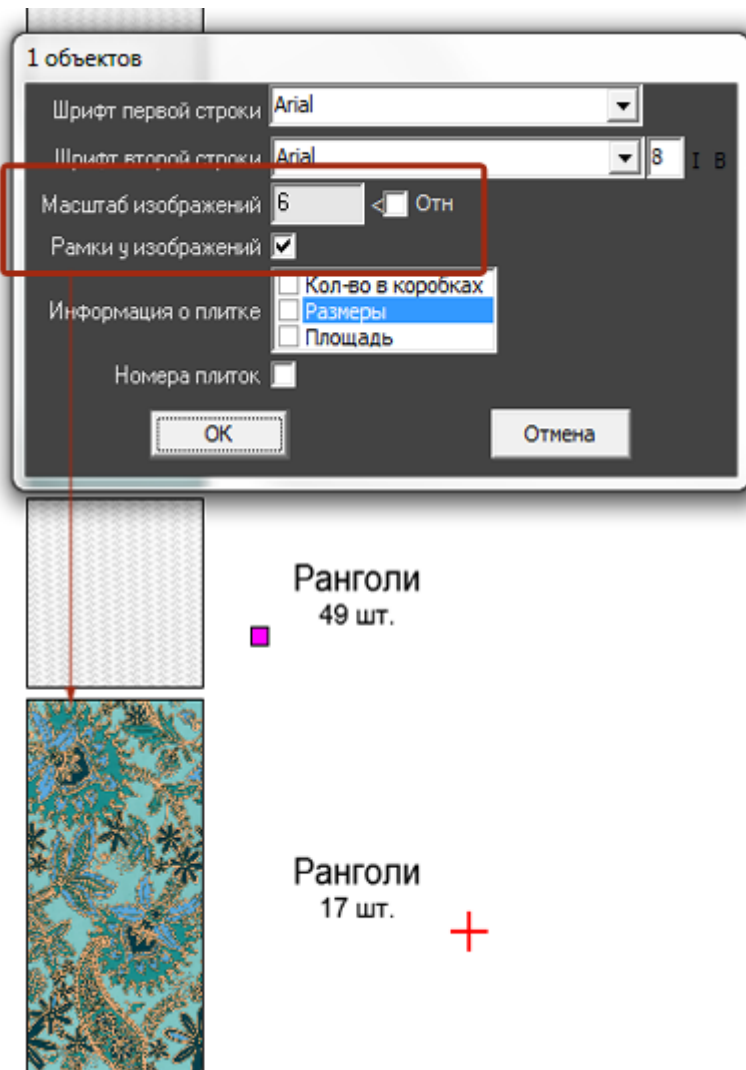 1 объектов
Шрифт первой строки Arial
Шрифт второй строки Arial 8 I B
Масштаб изображений 6 < Отн
Рамки у изображений
Кол-во в коробках
Информация о плитке Размеры
Площадь
Номера плиток
ОК Отмена
Ранголи
49 шт.
Ранголи
17 шт.